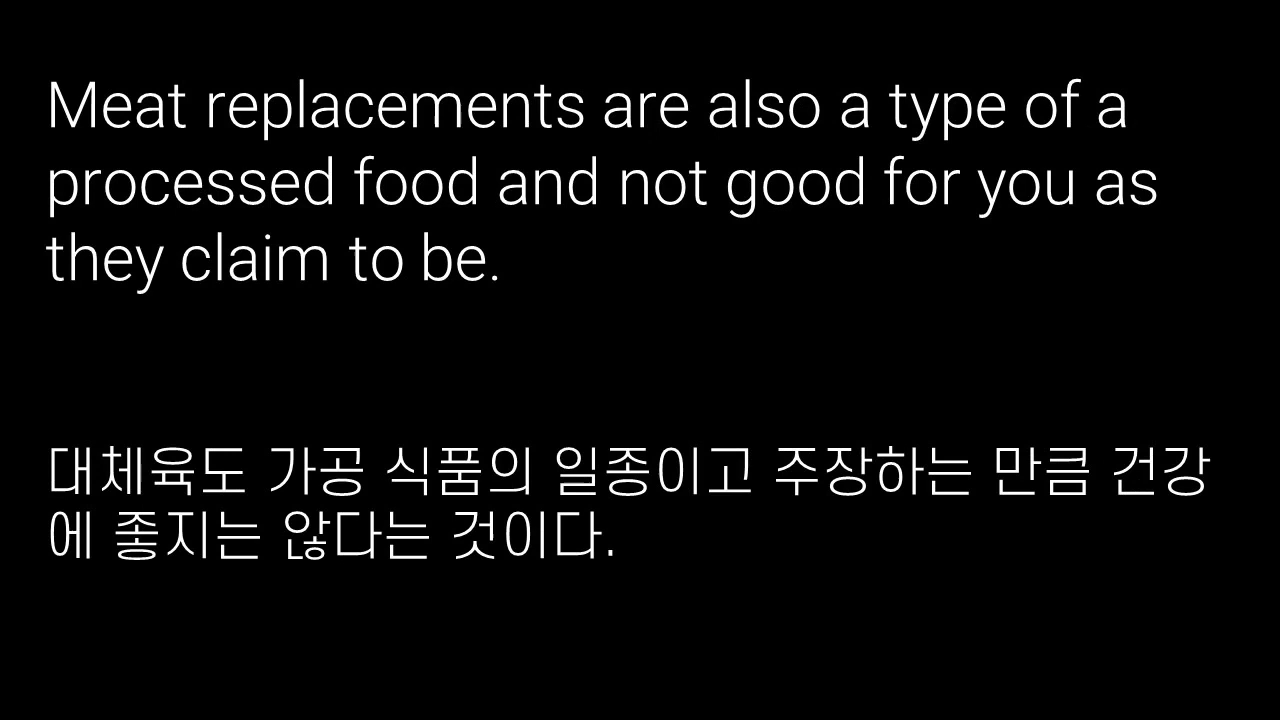 Meat replacements are also a type of a
processed food and not good for you as
they claim to be.
대체육도 가공 식품의 일종이고 주장하는 만큼 건강
에 좋지는 않다는 것이다.